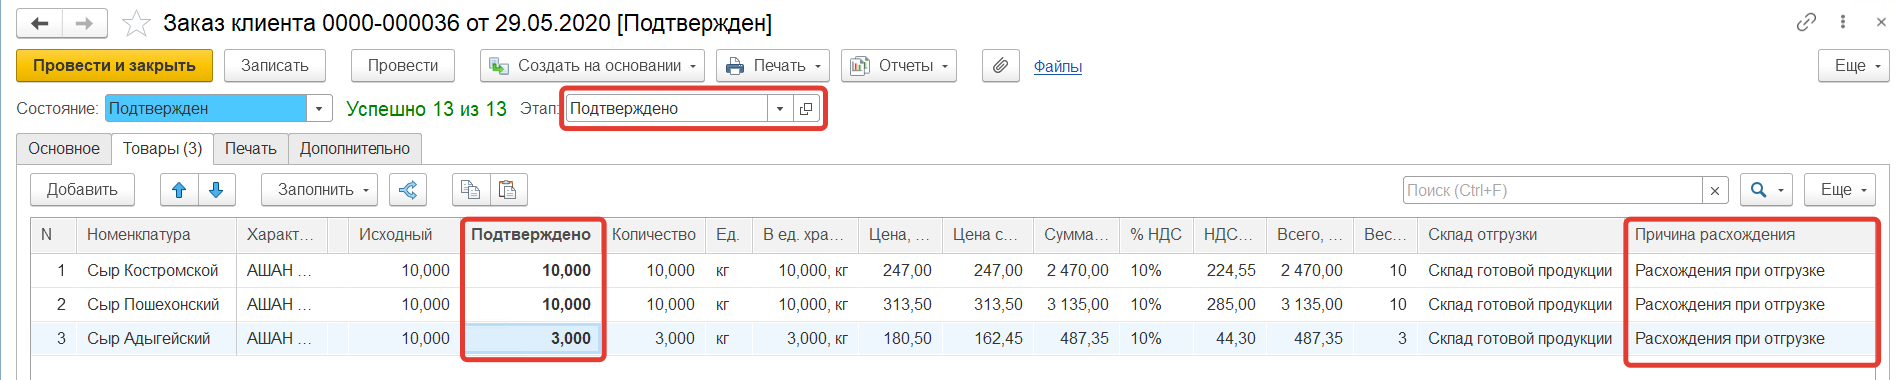 Заказ клиента 0000-000036 от 29.05.2020 [Подтвержден]
Провести и закрыть Записать Провести Создать на основании Печать Отчеты Файлы Еще
Состояние: Подтвержден Успешно 13 из 13 Этап: Подтверждено
Основное Товары (3) Печать Дополнительно
Добавить Заполнить Поиск (Ctrl+F) × Еще
N Номенклатура Характ... Исходный Подтверждено Количество Ед. В ед. хра... Цена, ... Цена с... Сумма... % НДС НДС... Всего, ... Вес... Склад отгрузки Причина расхождения
1 Сыр Костромской АШАН ... 10,000 10,000 10,000 кг 10,000, кг 247,00 247,00 2 470,00 10% 224,55 2 470,00 10 Склад готовой продукции Расхождения при отгрузке
2 Сыр Пошехонский АШАН ... 10,000 10,000 10,000 кг 10,000, кг 313,50 313,50 3 135,00 10% 285,00 3 135,00 10 Склад готовой продукции Расхождения при отгрузке
3 Сыр Адыгейский АШАН ... 10,000 3,000 3,000 кг 3,000, кг 180,50 162,45 487,35 10% 44,30 487,35 3 Склад готовой продукции Расхождения при отгрузке